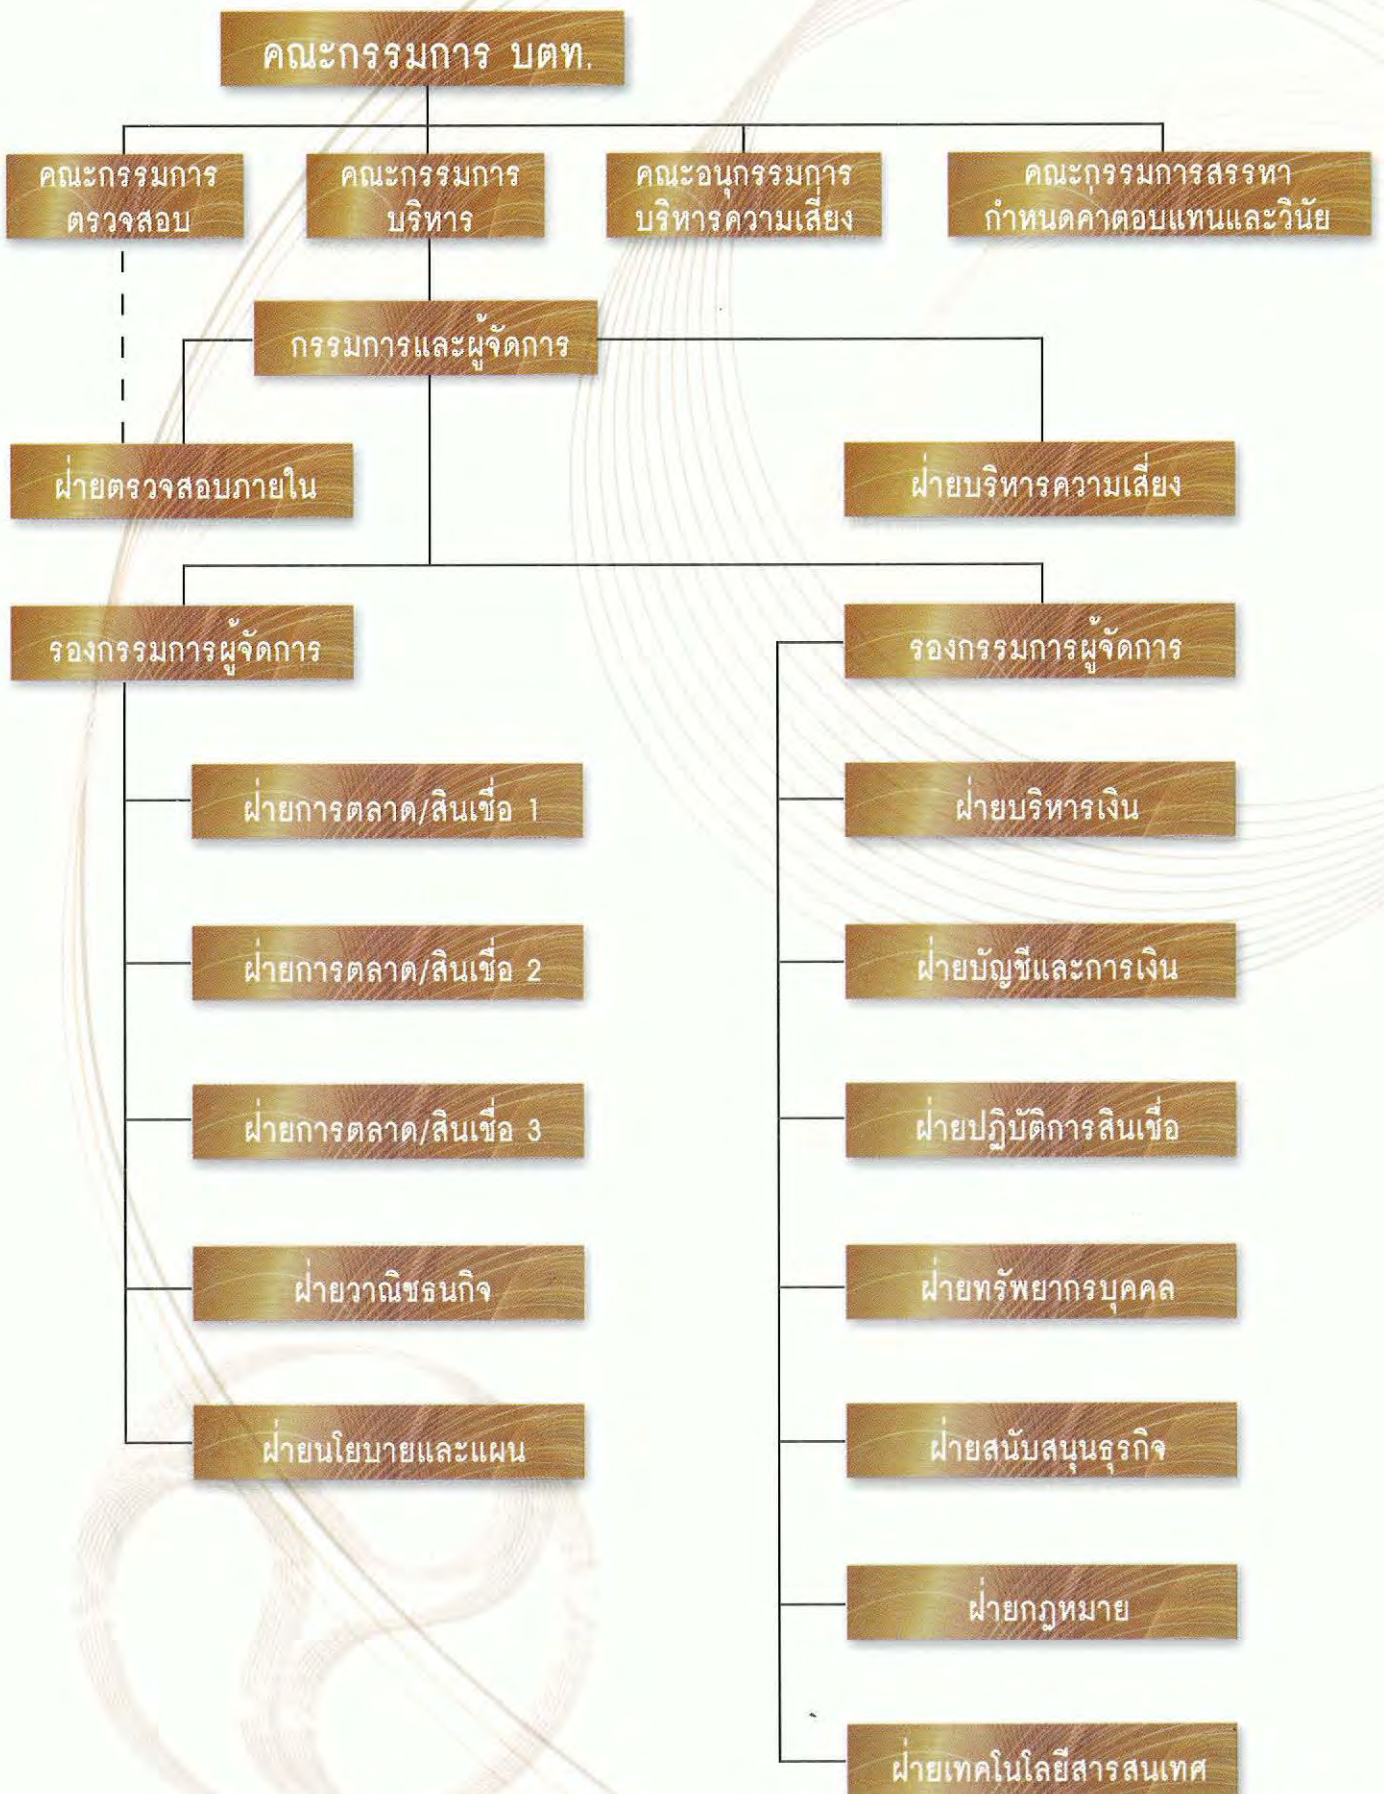 คณะกรรมการ บตท.
คณะกรรมการ
ตรวจสอบ
คณะกรรมการ
บริหาร
คณะอนุกรรมการ
บริหารความเสี่ยง
คณะกรรมการสรรหา
กำหนดค่าตอบแทนและวินัย
กรรมการและผู้จัดการ
ฝ่ายตรวจสอบภายใน
ฝ่ายบริหารความเสี่ยง
รองกรรมการผู้จัดการ
รองกรรมการผู้จัดการ
ฝ่ายการตลาด/สินเชื่อ 1
ฝ่ายบริหารเงิน
ฝ่ายการตลาด/สินเชื่อ 2
ฝ่ายบัญชีและการเงิน
ฝ่ายการตลาด/สินเชื่อ 3
ฝ่ายปฏิบัติการสินเชื่อ
ฝ่ายวาณิชธนกิจ
ฝ่ายทรัพยากรบุคคล
ฝ่ายนโยบายและแผน
ฝ่ายสนับสนุนธุรกิจ
ฝ่ายกฎหมาย
ฝ่ายเทคโนโลยีสารสนเทศ